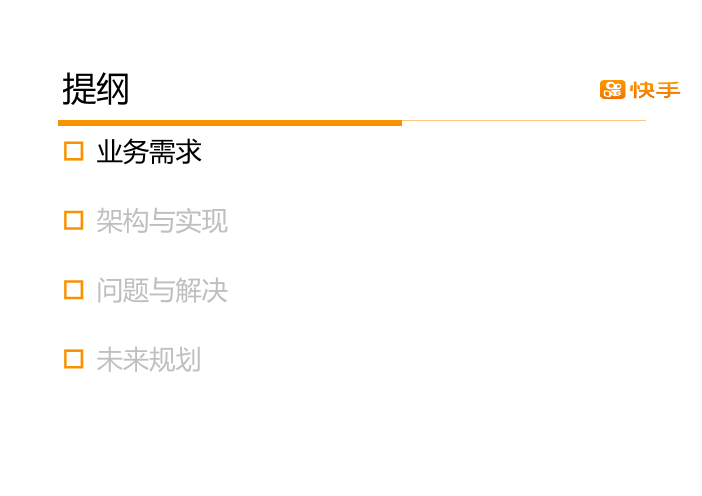 提纲
快手
业务需求
架构与实现
问题与解决
未来规划